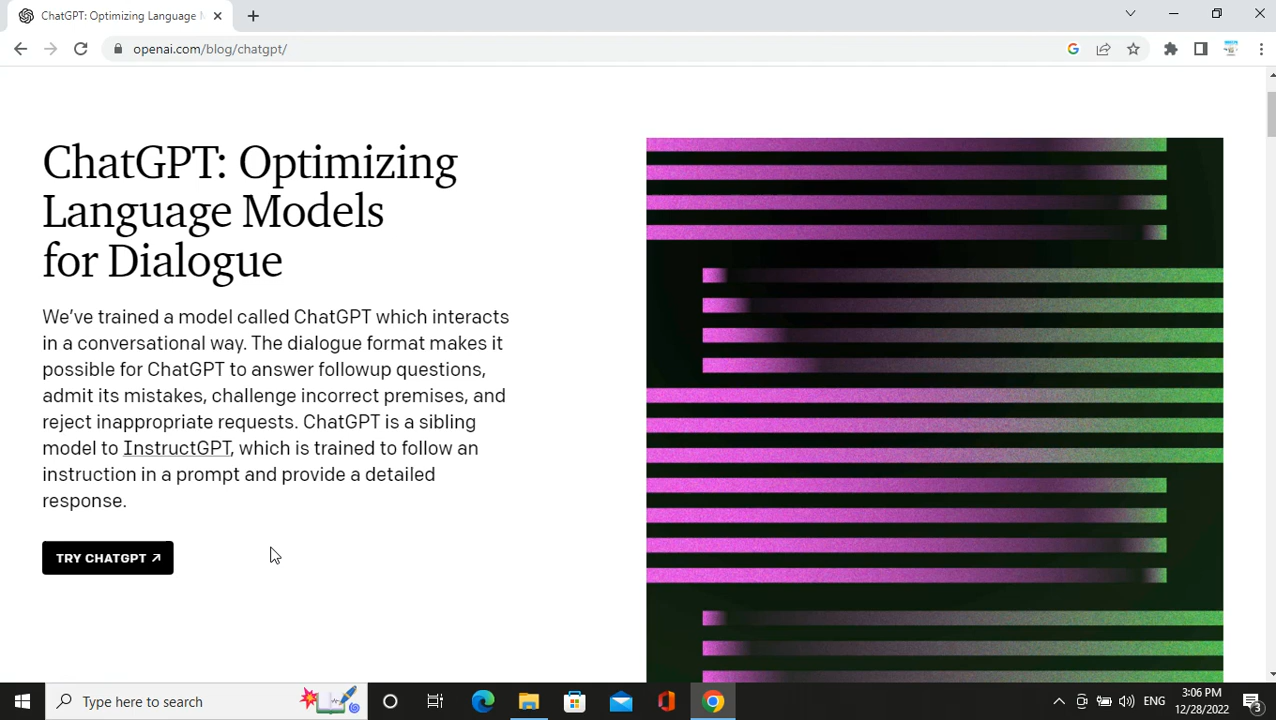 ChatGPT: Optimizing Language M
openai.com/blog/chatgpt/
ChatGPT: Optimizing
Language Models
for Dialogue
We've trained a model called ChatGPT which interacts
in a conversational way. The dialogue format makes it
possible for ChatGPT to answer followup questions,
admit its mistakes, challenge incorrect premises, and
reject inappropriate requests. ChatGPT is a sibling
model to InstructGPT, which is trained to follow an
instruction in a prompt and provide a detailed
response.
TRY CHATGPT ↗
Type here to search
ENG
3:06 PM
12/28/2022
3